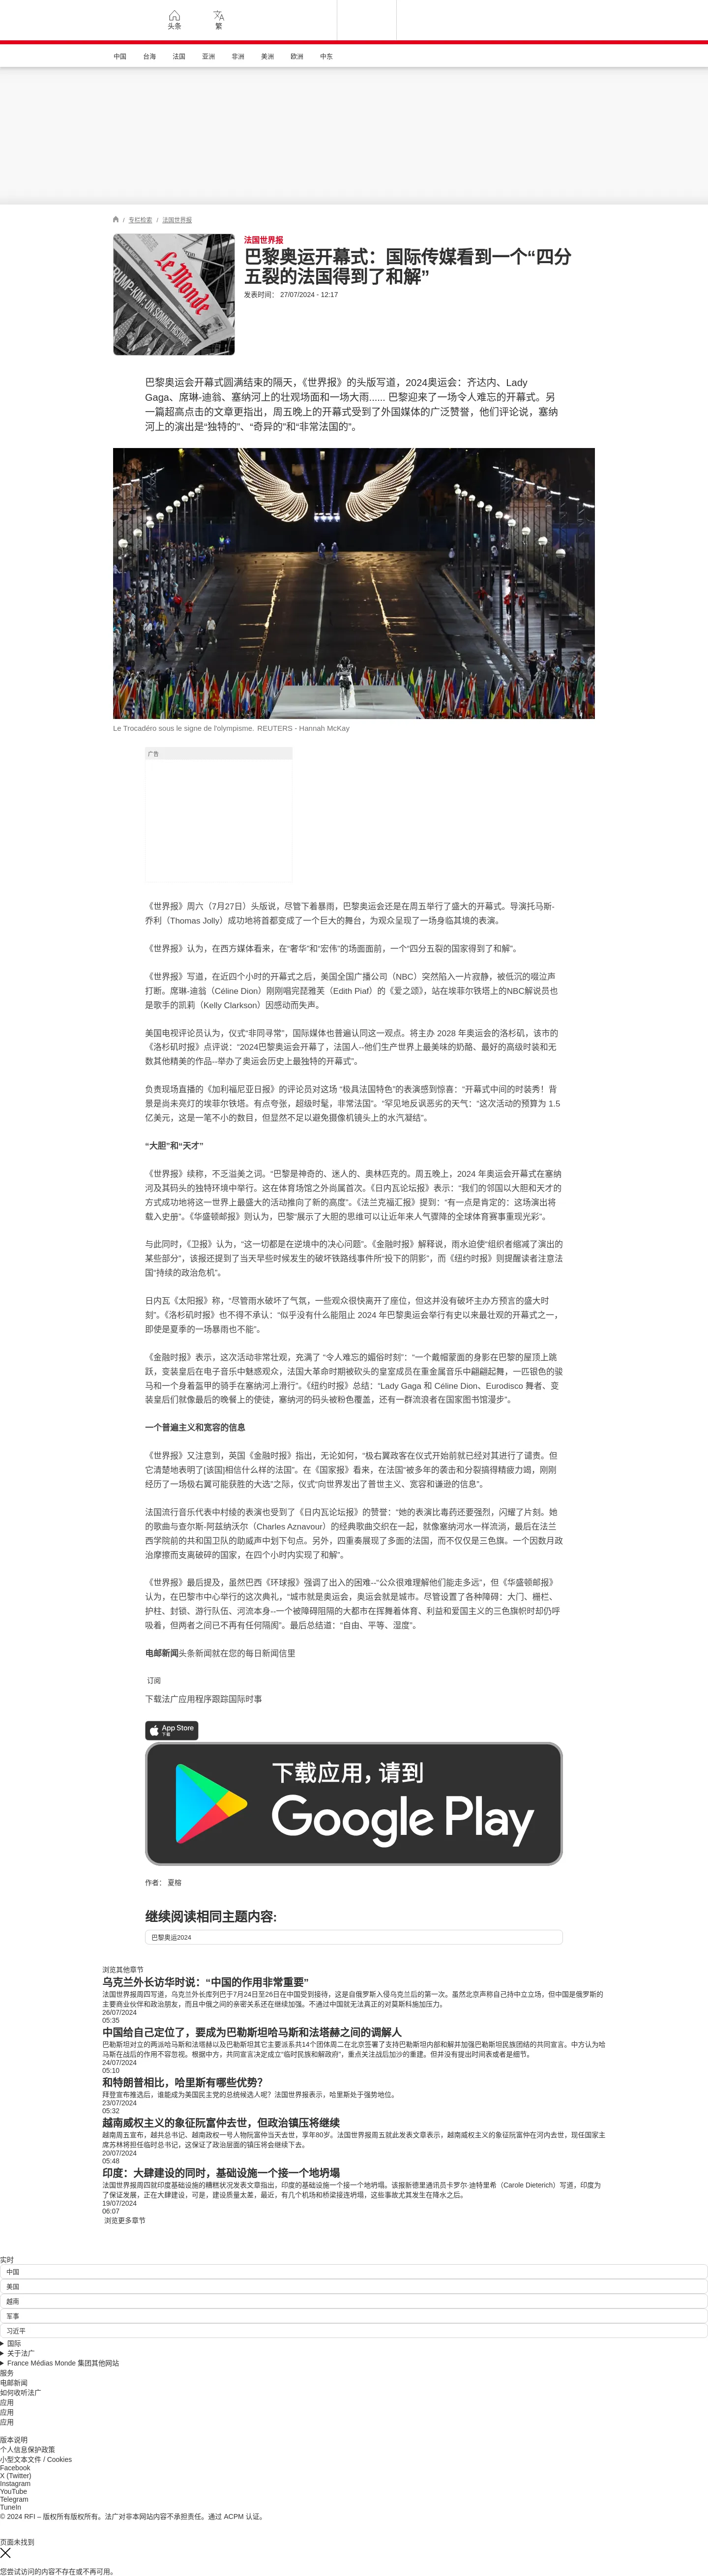 头条
繁
中国 台海 法国 亚洲 非洲 美洲 欧洲 中东
/ 专栏检索 / 法国世界报
法国世界报
巴黎奥运开幕式：国际传媒看到一个“四分
五裂的法国得到了和解”
发表时间： 27/07/2024 - 12:17
Le Monde
TRUMP-KIM : UN SOMMET HISTORIQUE
巴黎奥运会开幕式圆满结束的隔天，《世界报》的头版写道，2024奥运会：齐达内、Lady
Gaga、席琳-迪翁、塞纳河上的壮观场面和一场大雨...... 巴黎迎来了一场令人难忘的开幕式。另
一篇超高点击的文章更指出，周五晚上的开幕式受到了外国媒体的广泛赞誉，他们评论说，塞纳
河上的演出是“独特的”、“奇异的”和“非常法国的”。
Le Trocadéro sous le signe de l'olympisme. REUTERS - Hannah McKay
广告
《世界报》周六（7月27日）头版说，尽管下着暴雨，巴黎奥运会还是在周五举行了盛大的开幕式。导演托马斯-
乔利（Thomas Jolly）成功地将首都变成了一个巨大的舞台，为观众呈现了一场身临其境的表演。
《世界报》认为，在西方媒体看来，在“奢华”和“宏伟”的场面面前，一个“四分五裂的国家得到了和解”。
《世界报》写道，在近四个小时的开幕式之后，美国全国广播公司（NBC）突然陷入一片寂静，被低沉的啜泣声
打断。席琳-迪翁（Céline Dion）刚刚唱完琵雅芙（Edith Piaf）的《爱之颂》，站在埃菲尔铁塔上的NBC解说员也
是歌手的凯莉（Kelly Clarkson）因感动而失声。
美国电视评论员认为，仪式“非同寻常”，国际媒体也普遍认同这一观点。将主办 2028 年奥运会的洛杉矶，该市的
《洛杉矶时报》点评说：“2024巴黎奥运会开幕了，法国人--他们生产世界上最美味的奶酪、最好的高级时装和无
数其他精美的作品--举办了奥运会历史上最独特的开幕式”。
负责现场直播的《加利福尼亚日报》的评论员对这场 “极具法国特色”的表演感到惊喜：“开幕式中间的时装秀！背
景是尚未亮灯的埃菲尔铁塔。有点夸张，超级时髦，非常法国”。“罕见地反讽恶劣的天气：“这次活动的预算为 1.5
亿美元，这是一笔不小的数目，但显然不足以避免摄像机镜头上的水汽凝结”。
“大胆”和“天才”
《世界报》续称，不乏溢美之词。“巴黎是神奇的、迷人的、奥林匹克的。周五晚上，2024 年奥运会开幕式在塞纳
河及其码头的独特环境中举行。这在体育场馆之外尚属首次。《日内瓦论坛报》表示：“我们的邻国以大胆和天才的
方式成功地将这一世界上最盛大的活动推向了新的高度”。《法兰克福汇报》提到：“有一点是肯定的：这场演出将
载入史册”。《华盛顿邮报》则认为，巴黎“展示了大胆的思维可以让近年来人气骤降的全球体育赛事重现光彩”。
与此同时，《卫报》认为，“这一切都是在逆境中的决心问题”。《金融时报》解释说，雨水迫使“组织者缩减了演出的
某些部分”，该报还提到了当天早些时候发生的破坏铁路线事件所“投下的阴影”，而《纽约时报》则提醒读者注意法
国“持续的政治危机”。
日内瓦《太阳报》称，“尽管雨水破坏了气氛，一些观众很快离开了座位，但这并没有破坏主办方预言的盛大时
刻”。《洛杉矶时报》也不得不承认：“似乎没有什么能阻止 2024 年巴黎奥运会举行有史以来最壮观的开幕式之一，
即使是夏季的一场暴雨也不能”。
《金融时报》表示，这次活动非常壮观，充满了 “令人难忘的媚俗时刻”：“一个戴帽蒙面的身影在巴黎的屋顶上跳
跃，变装皇后在电子音乐中魅惑观众，法国大革命时期被砍头的皇室成员在重金属音乐中翩翩起舞，一匹银色的骏
马和一个身着盔甲的骑手在塞纳河上滑行”。《纽约时报》总结：“Lady Gaga 和 Céline Dion、Eurodisco 舞者、变
装皇后们就像最后的晚餐上的使徒，塞纳河的码头被粉色覆盖，还有一群流浪者在国家图书馆漫步”。
一个普遍主义和宽容的信息
《世界报》又注意到，英国《金融时报》指出，无论如何，“极右翼政客在仪式开始前就已经对其进行了谴责。但
它清楚地表明了[该国]相信什么样的法国”。在《国家报》看来，在法国“被多年的袭击和分裂搞得精疲力竭，刚刚
经历了一场极右翼可能获胜的大选”之际，仪式“向世界发出了普世主义、宽容和谦逊的信息”。
法国流行音乐代表中村绫的表演也受到了《日内瓦论坛报》的赞誉：“她的表演比毒药还要强烈，闪耀了片刻。她
的歌曲与查尔斯-阿兹纳沃尔（Charles Aznavour）的经典歌曲交织在一起，就像塞纳河水一样流淌，最后在法兰
西学院前的共和国卫队的助威声中划下句点。另外，四重奏展现了多面的法国，而不仅仅是三色旗。一个因数月政
治摩擦而支离破碎的国家，在四个小时内实现了和解”。
《世界报》最后提及，虽然巴西《环球报》强调了出入的困难--“公众很难理解他们能走多远”，但《华盛顿邮报》
认为，在巴黎市中心举行的这次典礼，“城市就是奥运会，奥运会就是城市。尽管设置了各种障碍：大门、栅栏、
护柱、封锁、游行队伍、河流本身--一个被障碍阻隔的大都市在挥舞着体育、利益和爱国主义的三色旗帜时却仍呼
吸着，但两者之间已不再有任何隔阂”。最后总结道：“自由、平等、湿度”。
电邮新闻头条新闻就在您的每日新闻信里
订阅
下载法广应用程序跟踪国际时事
App Store
下载
下载应用，请到
Google Play
作者： 夏榕
继续阅读相同主题内容:
巴黎奥运2024
浏览其他章节
乌克兰外长访华时说：“中国的作用非常重要”
法国世界报周四写道，乌克兰外长库列巴于7月24日至26日在中国受到接待，这是自俄罗斯入侵乌克兰后的第一次。虽然北京声称自己持中立立场，但中国是俄罗斯的
主要商业伙伴和政治朋友，而且中俄之间的亲密关系还在继续加强。不通过中国就无法真正的对莫斯科施加压力。
26/07/2024
05:35
中国给自己定位了，要成为巴勒斯坦哈马斯和法塔赫之间的调解人
巴勒斯坦对立的两派哈马斯和法塔赫以及巴勒斯坦其它主要派系共14个团体周二在北京签署了支持巴勒斯坦内部和解并加强巴勒斯坦民族团结的共同宣言。中方认为哈
马斯在战后的作用不容忽视。根据中方，共同宣言决定成立“临时民族和解政府”，重点关注战后加沙的重建。但并没有提出时间表或者是细节。
24/07/2024
05:10
和特朗普相比，哈里斯有哪些优势？
拜登宣布推选后，谁能成为美国民主党的总统候选人呢？法国世界报表示，哈里斯处于强势地位。
23/07/2024
05:32
越南威权主义的象征阮富仲去世，但政治镇压将继续
越南周五宣布，越共总书记、越南政权一号人物阮富仲当天去世，享年80岁。法国世界报周五就此发表文章表示，越南威权主义的象征阮富仲在河内去世，现任国家主
席苏林将担任临时总书记，这保证了政治层面的镇压将会继续下去。
20/07/2024
05:48
印度：大肆建设的同时，基础设施一个接一个地坍塌
法国世界报周四就印度基础设施的糟糕状况发表文章指出，印度的基础设施一个接一个地坍塌。该报新德里通讯员卡罗尔·迪特里希（Carole Dieterich）写道，印度为
了保证发展，正在大肆建设，可是，建设质量太差，最近，有几个机场和桥梁接连坍塌，这些事故尤其发生在降水之后。
19/07/2024
06:07
浏览更多章节
实时
中国
美国
越南
军事
习近平
国际
关于法广
France Médias Monde 集团其他网站
服务
电邮新闻
如何收听法广
应用
应用
应用
版本说明
个人信息保护政策
小型文本文件 / Cookies
Facebook
X (Twitter)
Instagram
YouTube
Telegram
TuneIn
© 2024 RFI – 版权所有版权所有。法广对非本网站内容不承担责任。通过 ACPM 认证。
页面未找到
您尝试访问的内容不存在或不再可用。